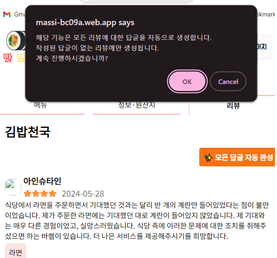 massi-bc09a.web.app says
해당 기능은 모든 리뷰에 대한 답글을 자동으로 생성합니다.
작성된 답글이 없는 리뷰에만 생성됩니다.
계속 진행하시겠습니까?
OK
Cancel
메뉴
정보·원산지
리뷰
김밥천국
모든 답글 자동 완성
아인슈타인
2024-05-28
식당에서 라면을 주문하면서 기대했던 것과는 달리 반 개의 계란만 들어있었다는 점이 불만
이었습니다. 제가 주문한 라면에는 기대했던 대로 계란이 들어있지 않았습니다. 제 기대와
는 매우 다른 경험이었고, 실망스러웠습니다. 식당 측에서 이러한 문제에 대한 조치를 취해주
셨으면 하는 바램이 있습니다. 더 나은 서비스를 제공해주시기를 희망합니다.
라면